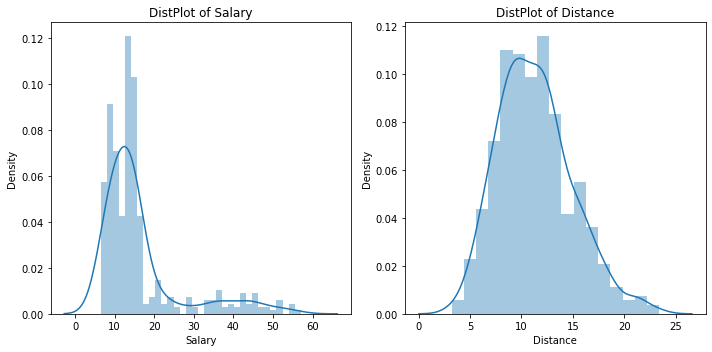 DistPlot of Salary
0.12
0.10
0.08
0.06
0.04
0.02
0.00
Density
0 10 20 30 40 50 60
Salary
DistPlot of Distance
0.12
0.10
0.08
0.06
0.04
0.02
0.00
Density
0 5 10 15 20 25
Distance